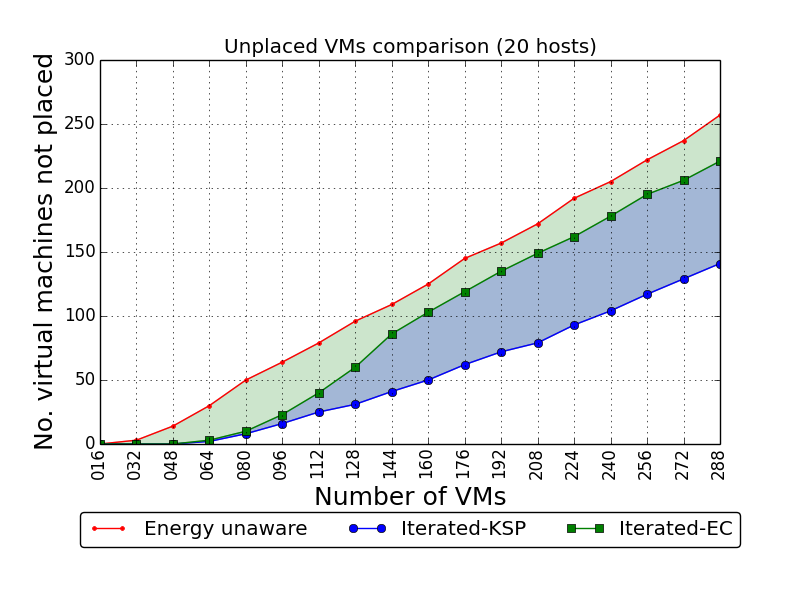 Unplaced VMs comparison (20 hosts)
No. virtual machines not placed
300
250
200
150
100
50
0
016 032 048 064 080 096 112 128 144 160 176 192 208 224 240 256 272 288
Number of VMs
Energy unaware Iterated-KSP Iterated-EC